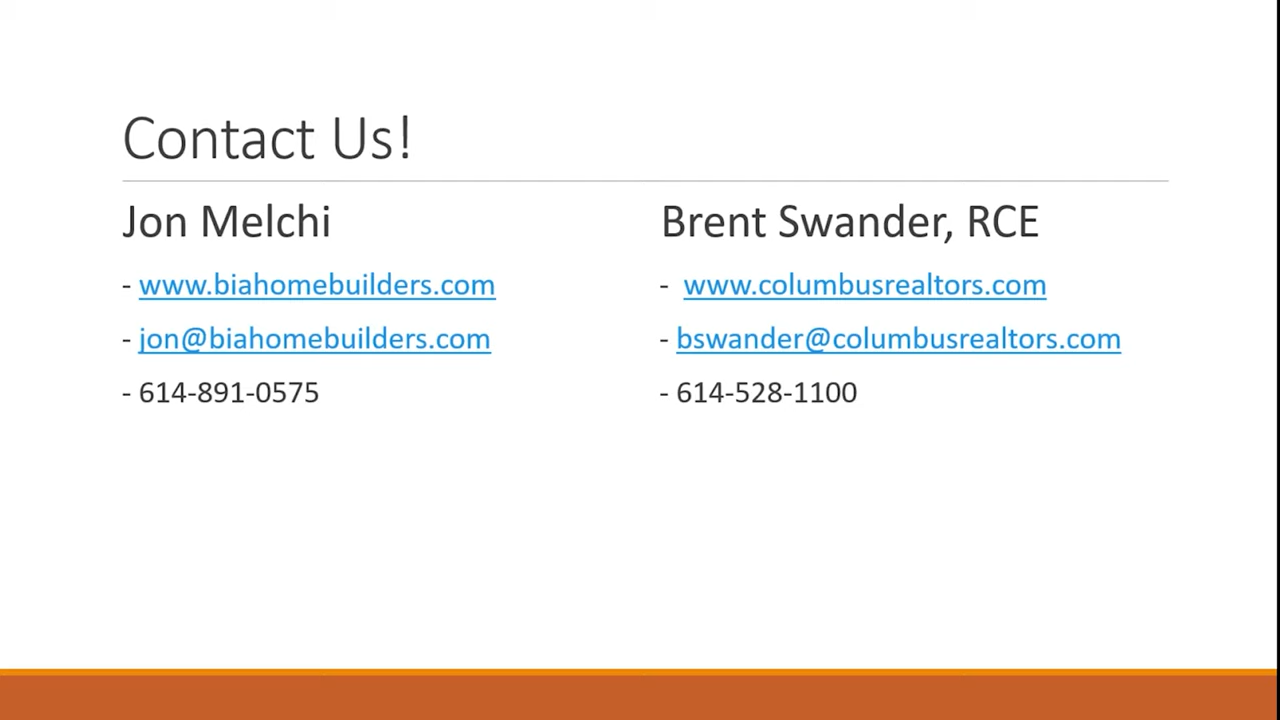 Contact Us!
Jon Melchi
- www.biahomebuilders.com
- jon@biahomebuilders.com
- 614-891-0575
Brent Swander, RCE
- www.columbusrealtors.com
- bswander@columbusrealtors.com
- 614-528-1100